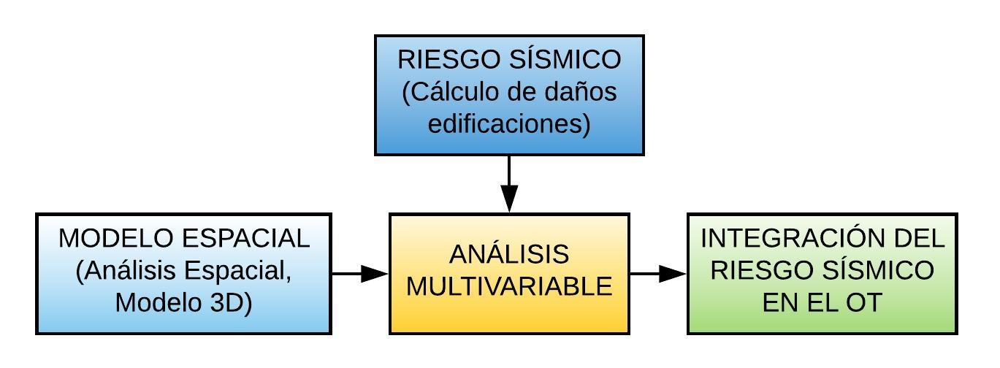 RIESGO SÍSMICO
(Cálculo de daños
edificaciones)
MODELO ESPACIAL
(Análisis Espacial,
Modelo 3D)
ANÁLISIS
MULTIVARIABLE
INTEGRACIÓN DEL
RIESGO SÍSMICO
EN EL OT